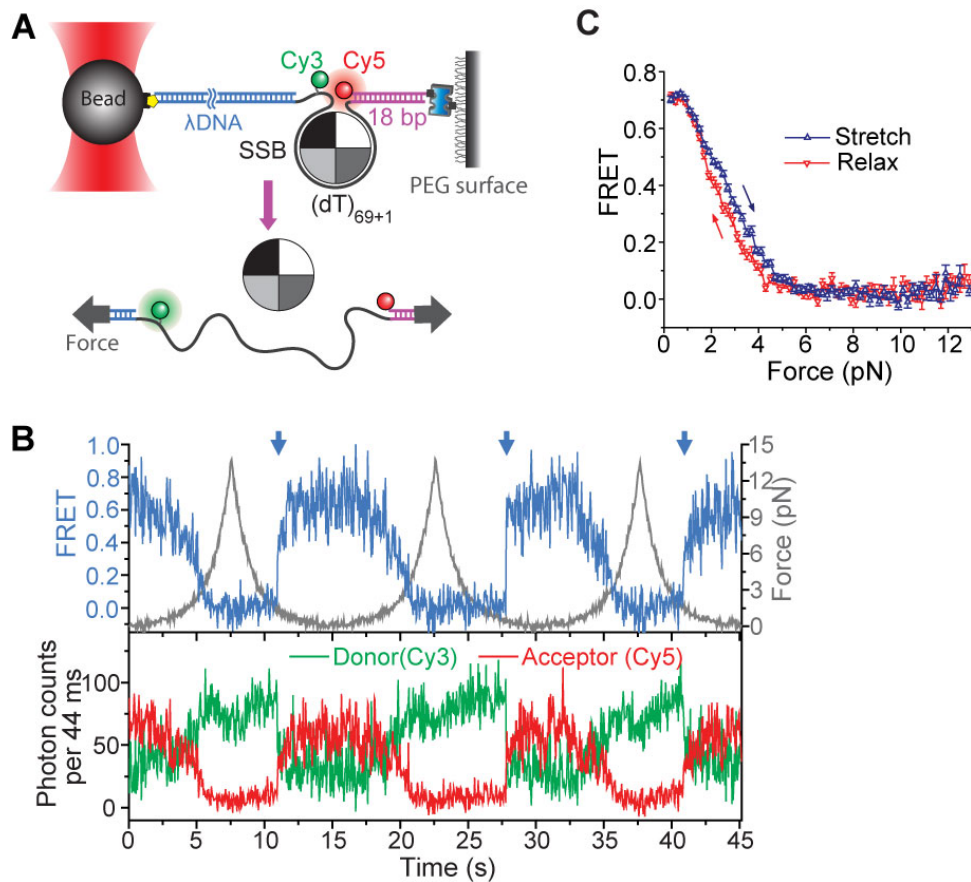 A
Cy3
Cy5
Bead
λDNA
18 bp
SSB
(dT)69+1
PEG surface
Force
C
FRET
0.8
0.6
0.4
0.2
0.0
Stretch
Relax
0 2 4 6 8 10 12
Force (pN)
B
FRET
1.0
0.8
0.6
0.4
0.2
0.0
15
12
9
6
3
0
Force (pN)
Donor(Cy3)
Acceptor (Cy5)
Photon counts
per 44 ms
100
50
0
0 5 10 15 20 25 30 35 40 45
Time (s)